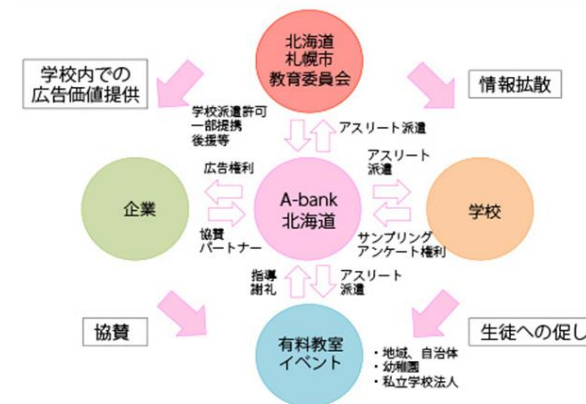 北海道
札幌市
教育委員会
学校内での
広告価値提供
情報拡散
学校派遣許可
一部提携
後援等
アスリート派遣
アスリート
派遣
広告権利
企業
A-bank
北海道
学校
協賛
パートナー
サンプリング
アンケート権利
指導
謝礼
アスリート
派遣
協賛
有料教室
イベント
生徒への促し
・地域、自治体
・幼稚園
・私立学校法人